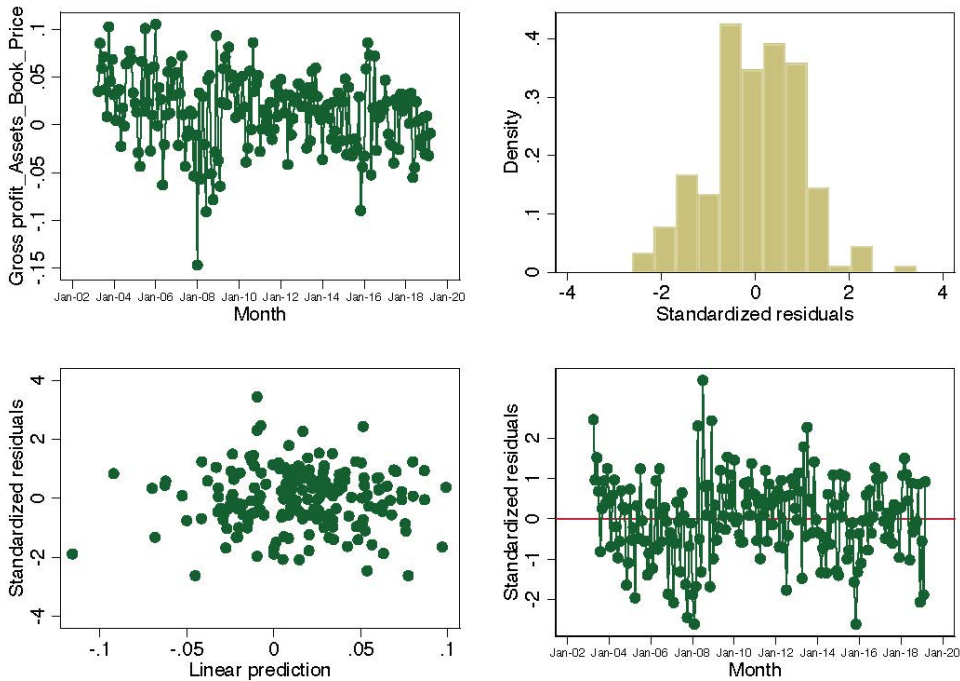 Gross profit_Assets_Book_Price
.1
.05
0
-.05
-.1
-.15
Jan-02 Jan-04 Jan-06 Jan-08 Jan-10 Jan-12 Jan-14 Jan-16 Jan-18 Jan-20
Month
Density
.4
.3
.2
.1
0
-4 -2 0 2 4
Standardized residuals
Standardized residuals
4
2
0
-2
-4
-.1 -.05 0 .05 .1
Linear prediction
Standardized residuals
2
1
0
-1
-2
Jan-02 Jan-04 Jan-06 Jan-08 Jan-10 Jan-12 Jan-14 Jan-16 Jan-18 Jan-20
Month